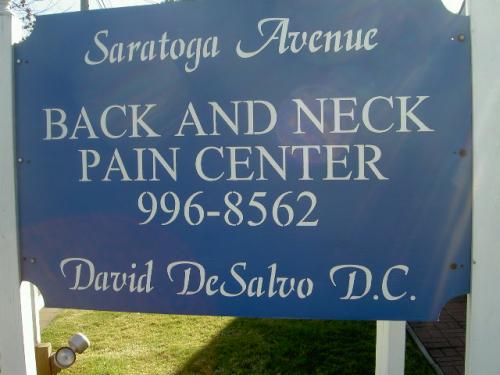 Saratoga Avenue
BACK AND NECK
PAIN CENTER
996-8562
David DeSalvo D.C.